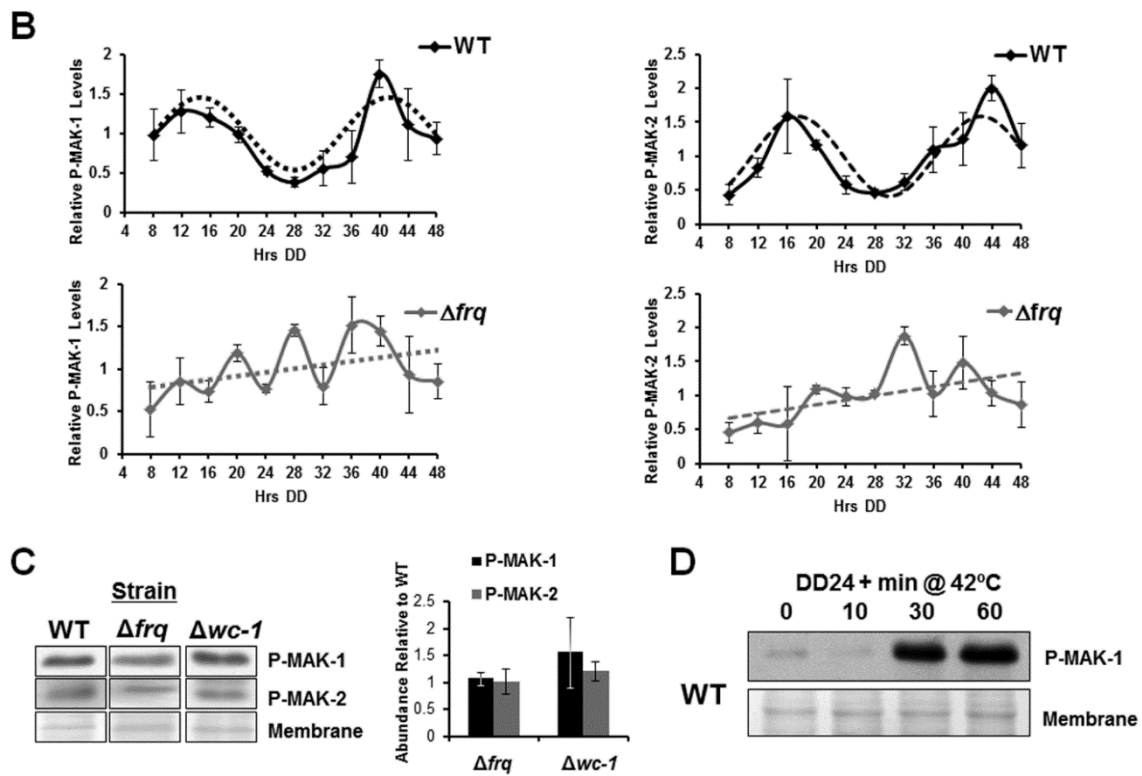 B
WT
Relative P-MAK-1 Levels
2
1.5
1
0.5
0
4 8 12 16 20 24 28 32 36 40 44 48
Hrs DD
WT
Relative P-MAK-2 Levels
2.5
2
1.5
1
0.5
0
4 8 12 16 20 24 28 32 36 40 44 48
Hrs DD
Δfrq
Relative P-MAK-1 Levels
2
1.5
1
0.5
0
4 8 12 16 20 24 28 32 36 40 44 48
Hrs DD
Δfrq
Relative P-MAK-2 Levels
2.5
2
1.5
1
0.5
0
4 8 12 16 20 24 28 32 36 40 44 48
Hrs DD
C
Strain
WT Δfrq Δwc-1
P-MAK-1
P-MAK-2
Membrane
P-MAK-1
P-MAK-2
Abundance Relative to WT
2.5
2
1.5
1
0.5
0
Δfrq Δwc-1
D
DD24 + min @ 42ºC
0 10 30 60
WT
P-MAK-1
Membrane